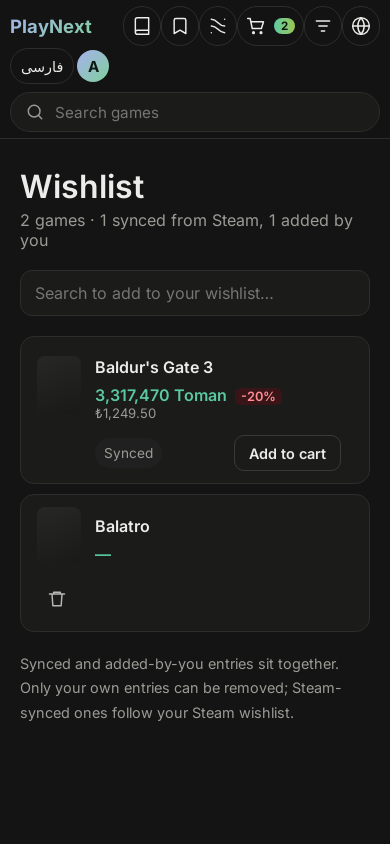 PlayNext
2
فارسی
A
Search games
Wishlist
2 games · 1 synced from Steam, 1 added by
you
Search to add to your wishlist...
Baldur's Gate 3
3,317,470 Toman -20%
₺1,249.50
Synced
Add to cart
Balatro
—
Synced and added-by-you entries sit together.
Only your own entries can be removed; Steam-
synced ones follow your Steam wishlist.